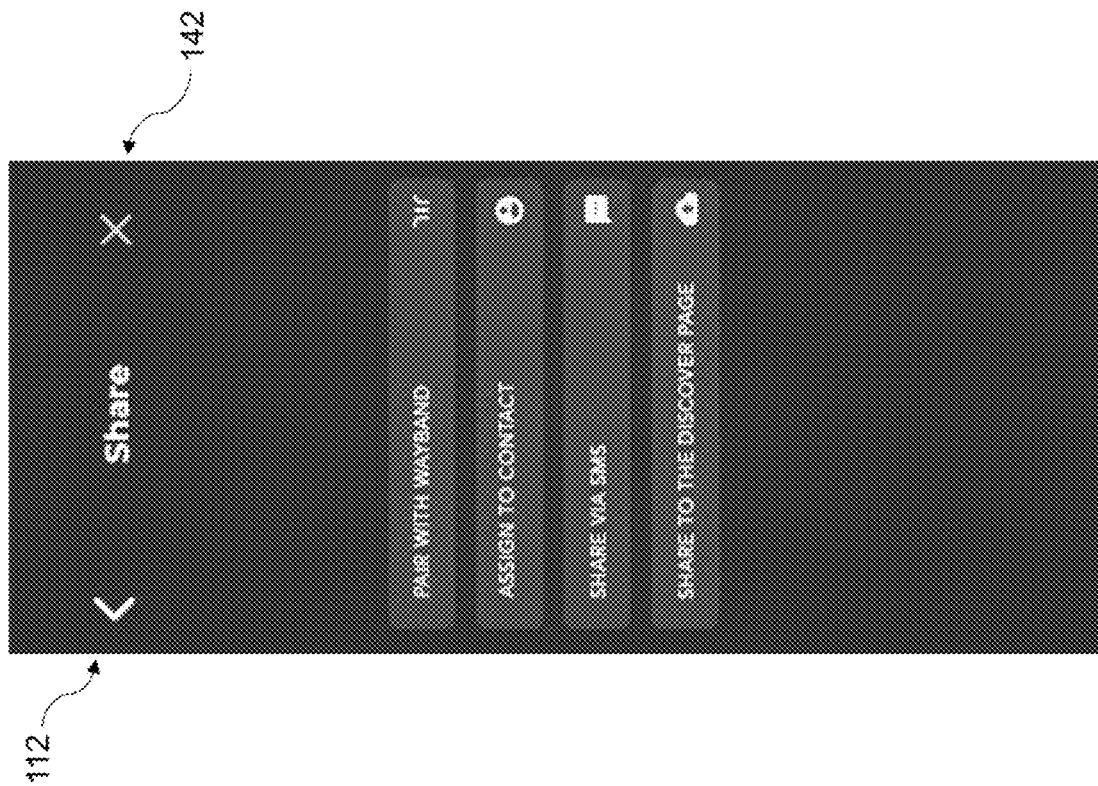 142
112
Share
PAIR WITH WAYBAND
ASSIGN TO CONTACT
SHARE VIA SMS
SHARE TO THE DISCOVER PAGE